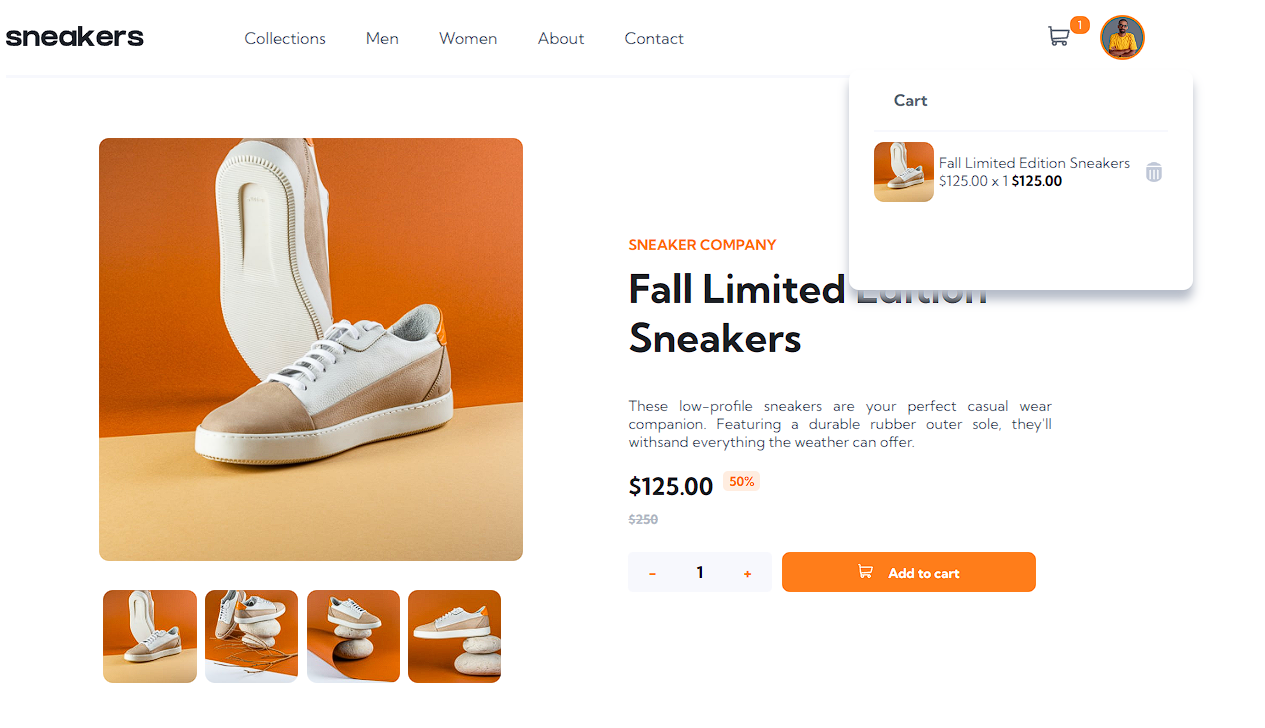 sneakers
Collections Men Women About Contact
1
Cart
Fall Limited Edition Sneakers
$125.00 x 1 $125.00
SNEAKER COMPANY
Fall Limited Edition
Sneakers
These low-profile sneakers are your perfect casual wear
companion. Featuring a durable rubber outer sole, they'll
withsand everything the weather can offer.
$125.00 50%
$250
- 1 + Add to cart